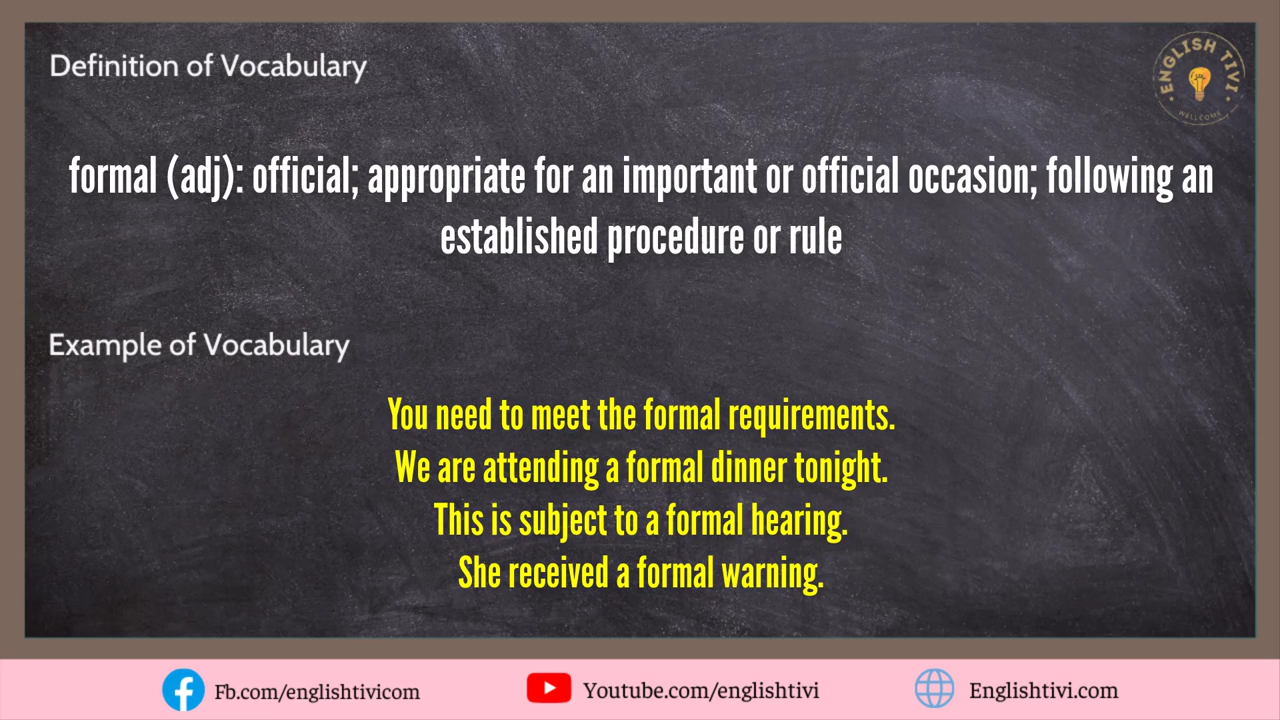 Definition of Vocabulary
ENGLISH TIVI
WELLCOME
formal (adj): official; appropriate for an important or official occasion; following an
established procedure or rule
Example of Vocabulary
You need to meet the formal requirements.
We are attending a formal dinner tonight.
This is subject to a formal hearing.
She received a formal warning.
Fb.com/englishtivicom
Youtube.com/englishtivi
Englishtivi.com